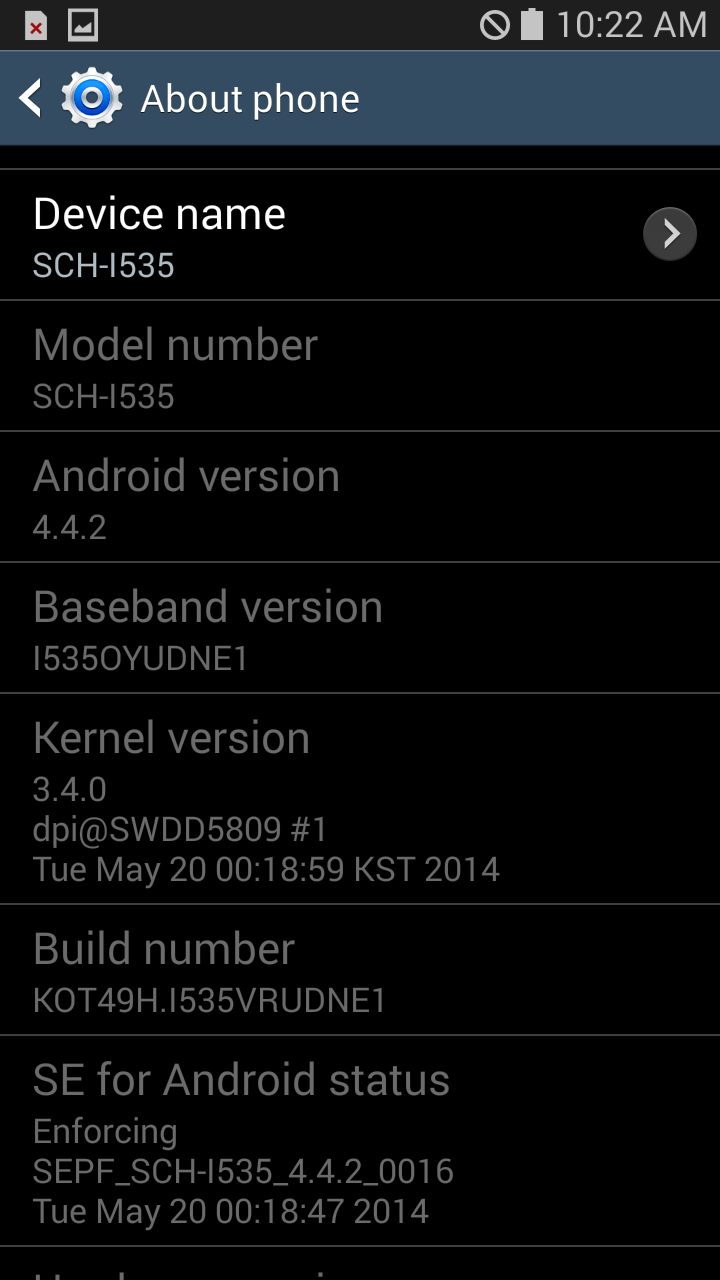 10:22 AM
About phone
Device name
SCH-I535
Model number
SCH-I535
Android version
4.4.2
Baseband version
I535OYUDNE1
Kernel version
3.4.0
dpi@SWDD5809 #1
Tue May 20 00:18:59 KST 2014
Build number
KOT49H.I535VRUDNE1
SE for Android status
Enforcing
SEPF_SCH-I535_4.4.2_0016
Tue May 20 00:18:47 2014